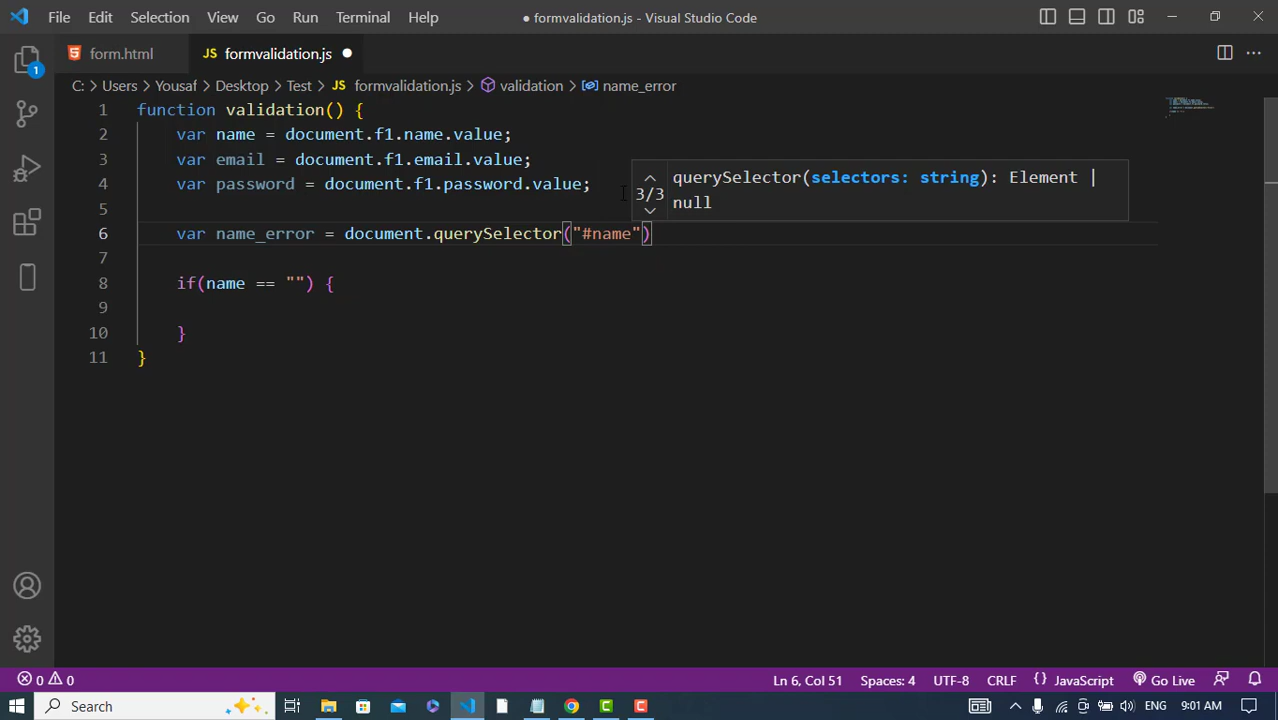 File Edit Selection View Go Run Terminal Help ● formvalidation.js - Visual Studio Code
form.html JS formvalidation.js ●
C: > Users > Yousaf > Desktop > Test > JS formvalidation.js > validation > name_error
1 function validation() {
2 var name = document.f1.name.value;
3 var email = document.f1.email.value;
4 var password = document.f1.password.value;
5
6 var name_error = document.querySelector("#name")
7
8 if(name == "") {
9
10 }
11 }
3/3 querySelector(selectors: string): Element |
null
1
0 0 Ln 6, Col 51 Spaces: 4 UTF-8 CRLF {} JavaScript Go Live
Search ENG 9:01 AM